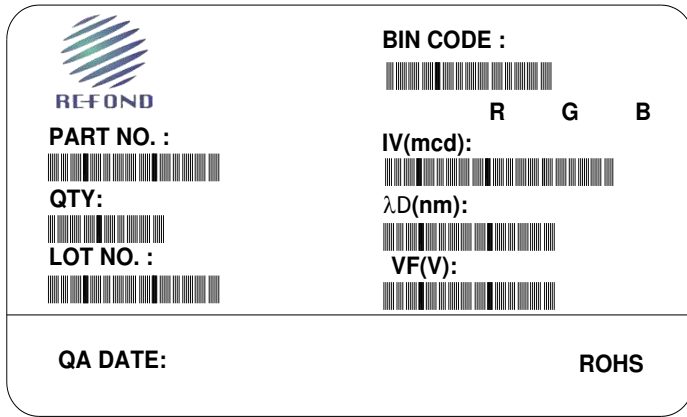 REFOND
BIN CODE :
R G B
PART NO. :
IV(mcd):
QTY:
λD(nm):
LOT NO. :
VF(V):
QA DATE:
ROHS